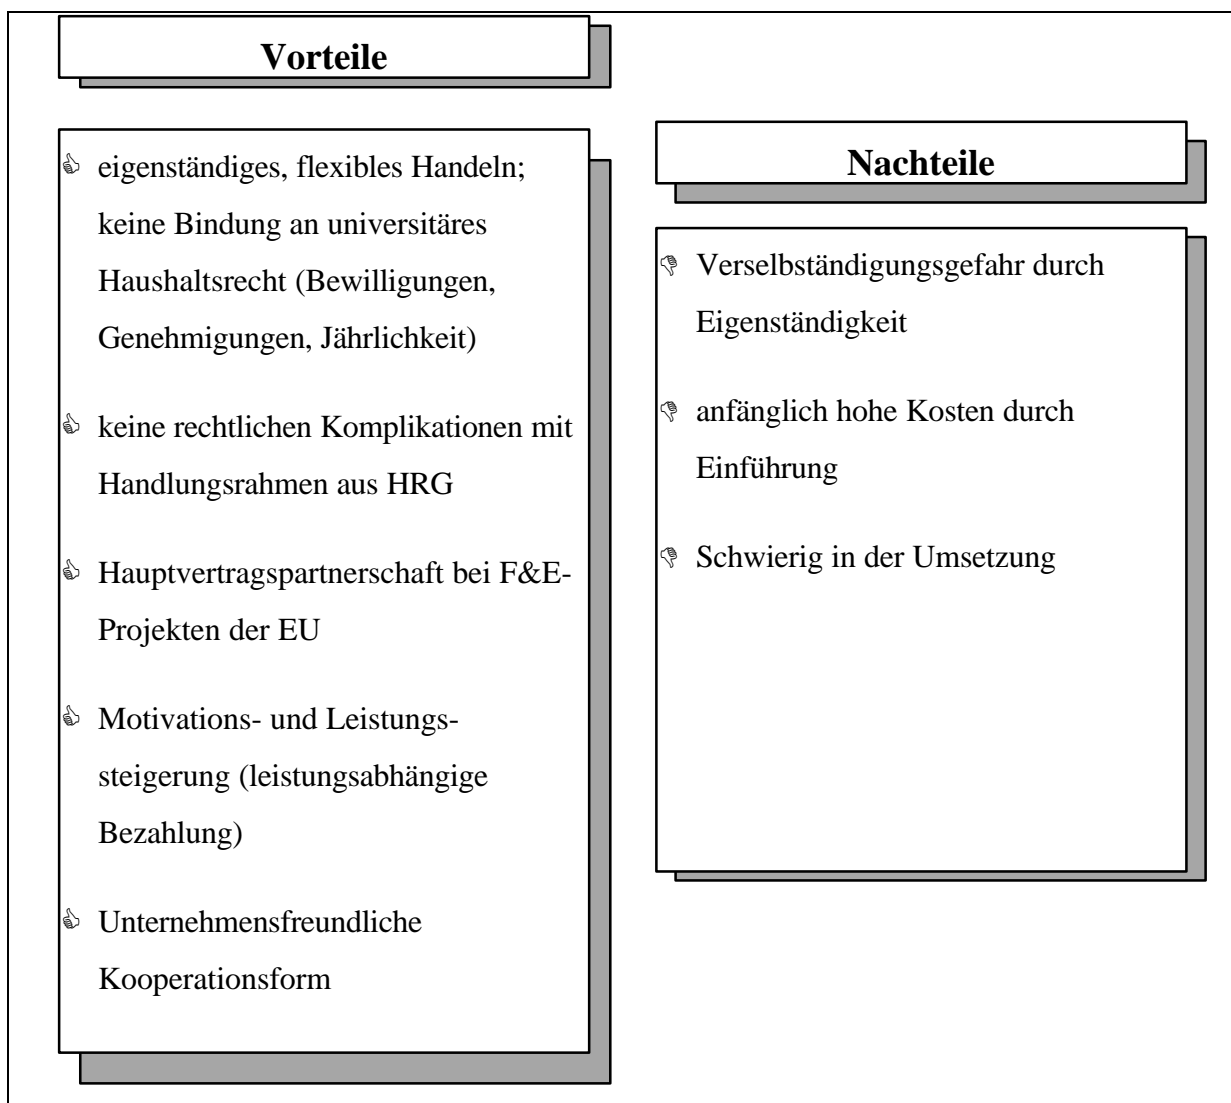 Vorteile
👍 eigenständiges, flexibles Handeln;
keine Bindung an universitäres
Haushaltsrecht (Bewilligungen,
Genehmigungen, Jährlichkeit)
👍 keine rechtlichen Komplikationen mit
Handlungsrahmen aus HRG
👍 Hauptvertragspartnerschaft bei F&E-
Projekten der EU
👍 Motivations- und Leistungs-
steigerung (leistungsabhängige
Bezahlung)
👍 Unternehmensfreundliche
Kooperationsform
Nachteile
👎 Verselbständigungsgefahr durch
Eigenständigkeit
👎 anfänglich hohe Kosten durch
Einführung
👎 Schwierig in der Umsetzung